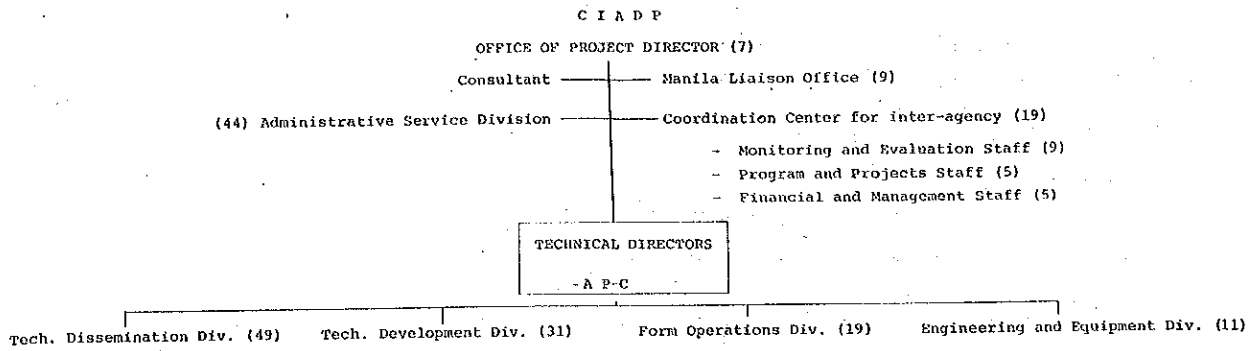 C I A D P
OFFICE OF PROJECT DIRECTOR (7)
Consultant
Manila Liaison Office (9)
(44) Administrative Service Division
Coordination Center for inter-agency (19)
- Monitoring and Evaluation Staff (9)
- Program and Projects Staff (5)
- Financial and Management Staff (5)
TECHNICAL DIRECTORS
-A P-C
Tech. Dissemination Div. (49)
Tech. Development Div. (31)
Form Operations Div. (19)
Engineering and Equipment Div. (11)